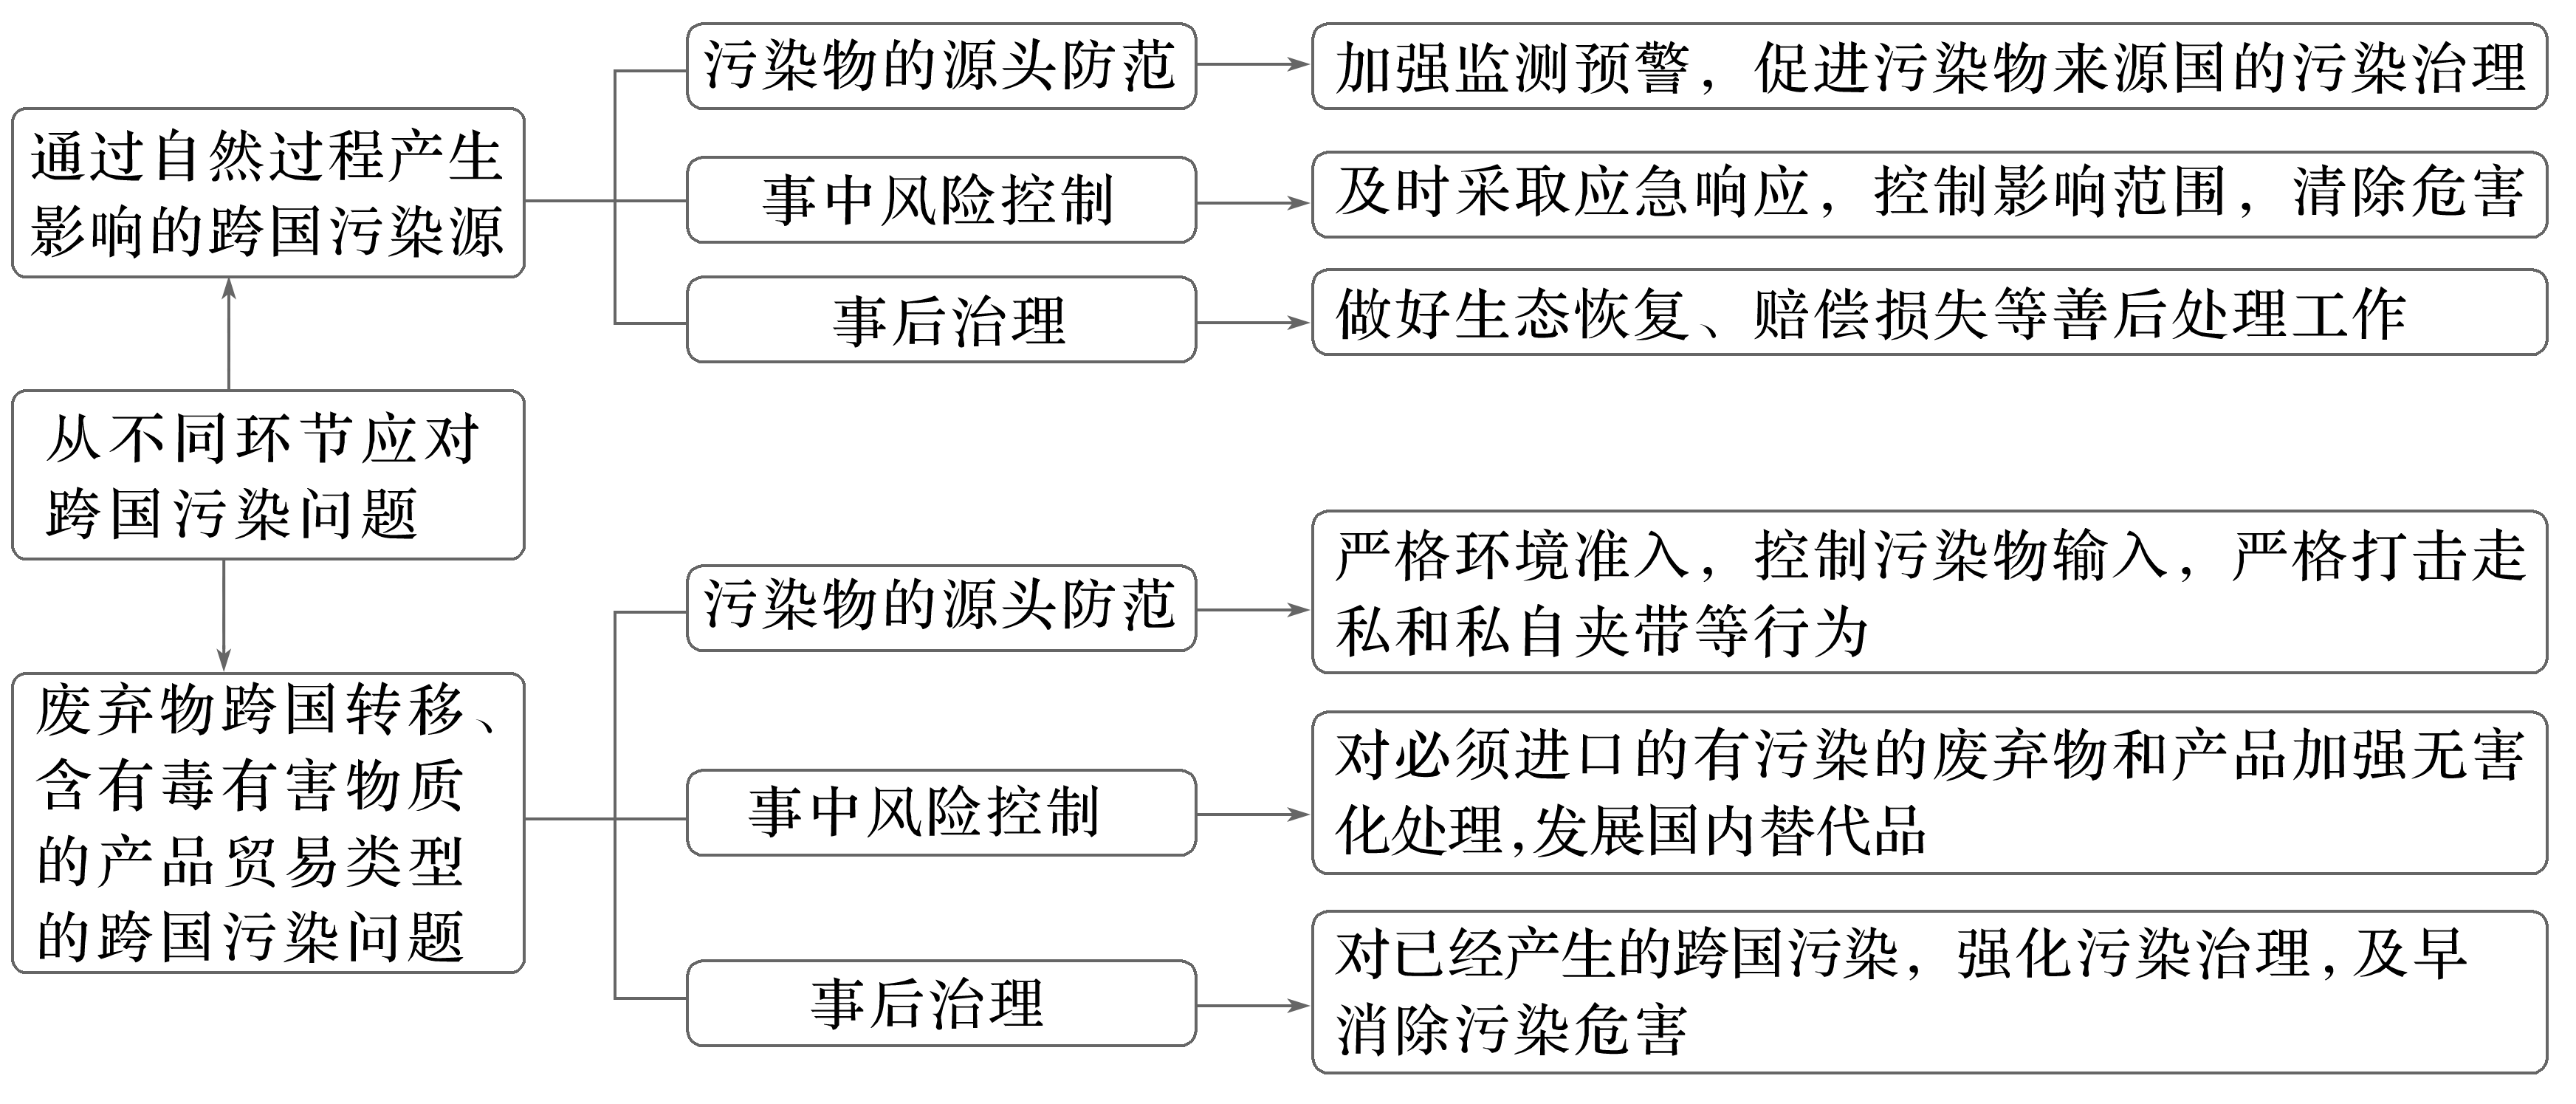 通过自然过程产生
影响的跨国污染源
污染物的源头防范
加强监测预警，促进污染物来源国的污染治理
事中风险控制
及时采取应急响应，控制影响范围，清除危害
事后治理
做好生态恢复、赔偿损失等善后处理工作
从不同环节应对
跨国污染问题
废弃物跨国转移、
含有毒有害物质
的产品贸易类型
的跨国污染问题
污染物的源头防范
严格环境准入，控制污染物输入，严格打击走
私和私自夹带等行为
事中风险控制
对必须进口的有污染的废弃物和产品加强无害
化处理,发展国内替代品
事后治理
对已经产生的跨国污染，强化污染治理,及早
消除污染危害